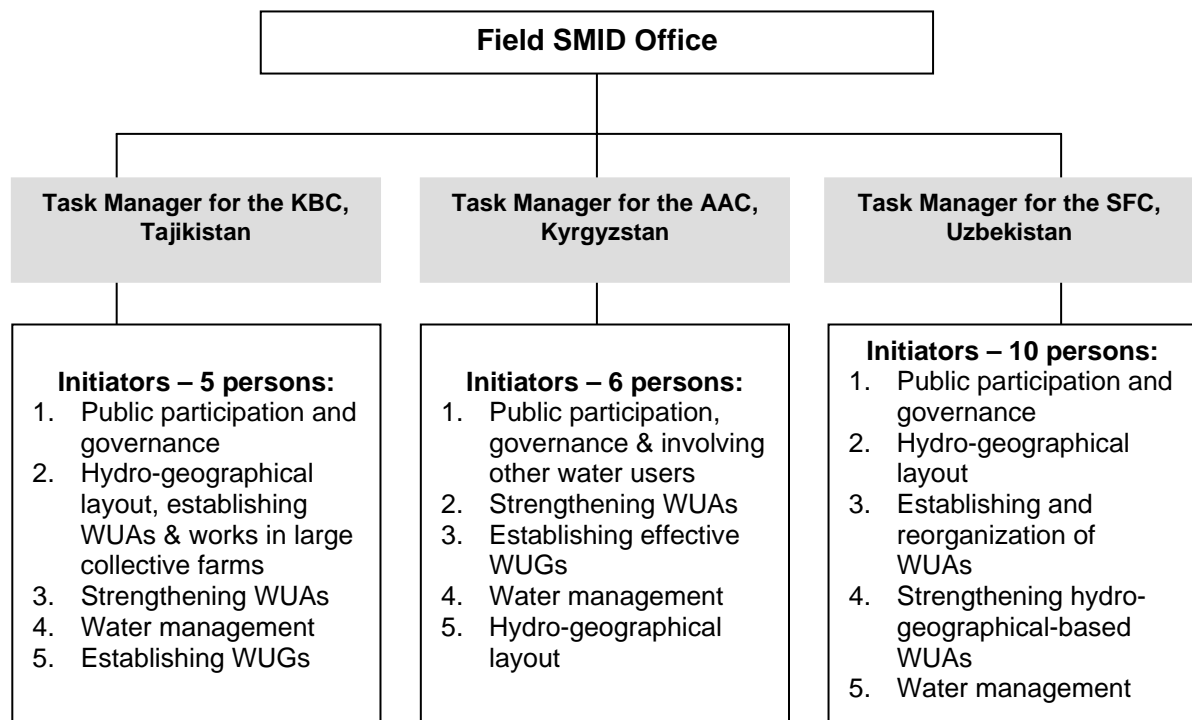 Field SMID Office
Task Manager for the KBC,
Tajikistan
Task Manager for the AAC,
Kyrgyzstan
Task Manager for the SFC,
Uzbekistan
Initiators – 5 persons:
1. Public participation and
governance
2. Hydro-geographical
layout, establishing
WUAs & works in large
collective farms
3. Strengthening WUAs
4. Water management
5. Establishing WUGs
Initiators – 6 persons:
1. Public participation,
governance & involving
other water users
2. Strengthening WUAs
3. Establishing effective
WUGs
4. Water management
5. Hydro-geographical
layout
Initiators – 10 persons:
1. Public participation and
governance
2. Hydro-geographical
layout
3. Establishing and
reorganization of
WUAs
4. Strengthening hydro-
geographical-based
WUAs
5. Water management